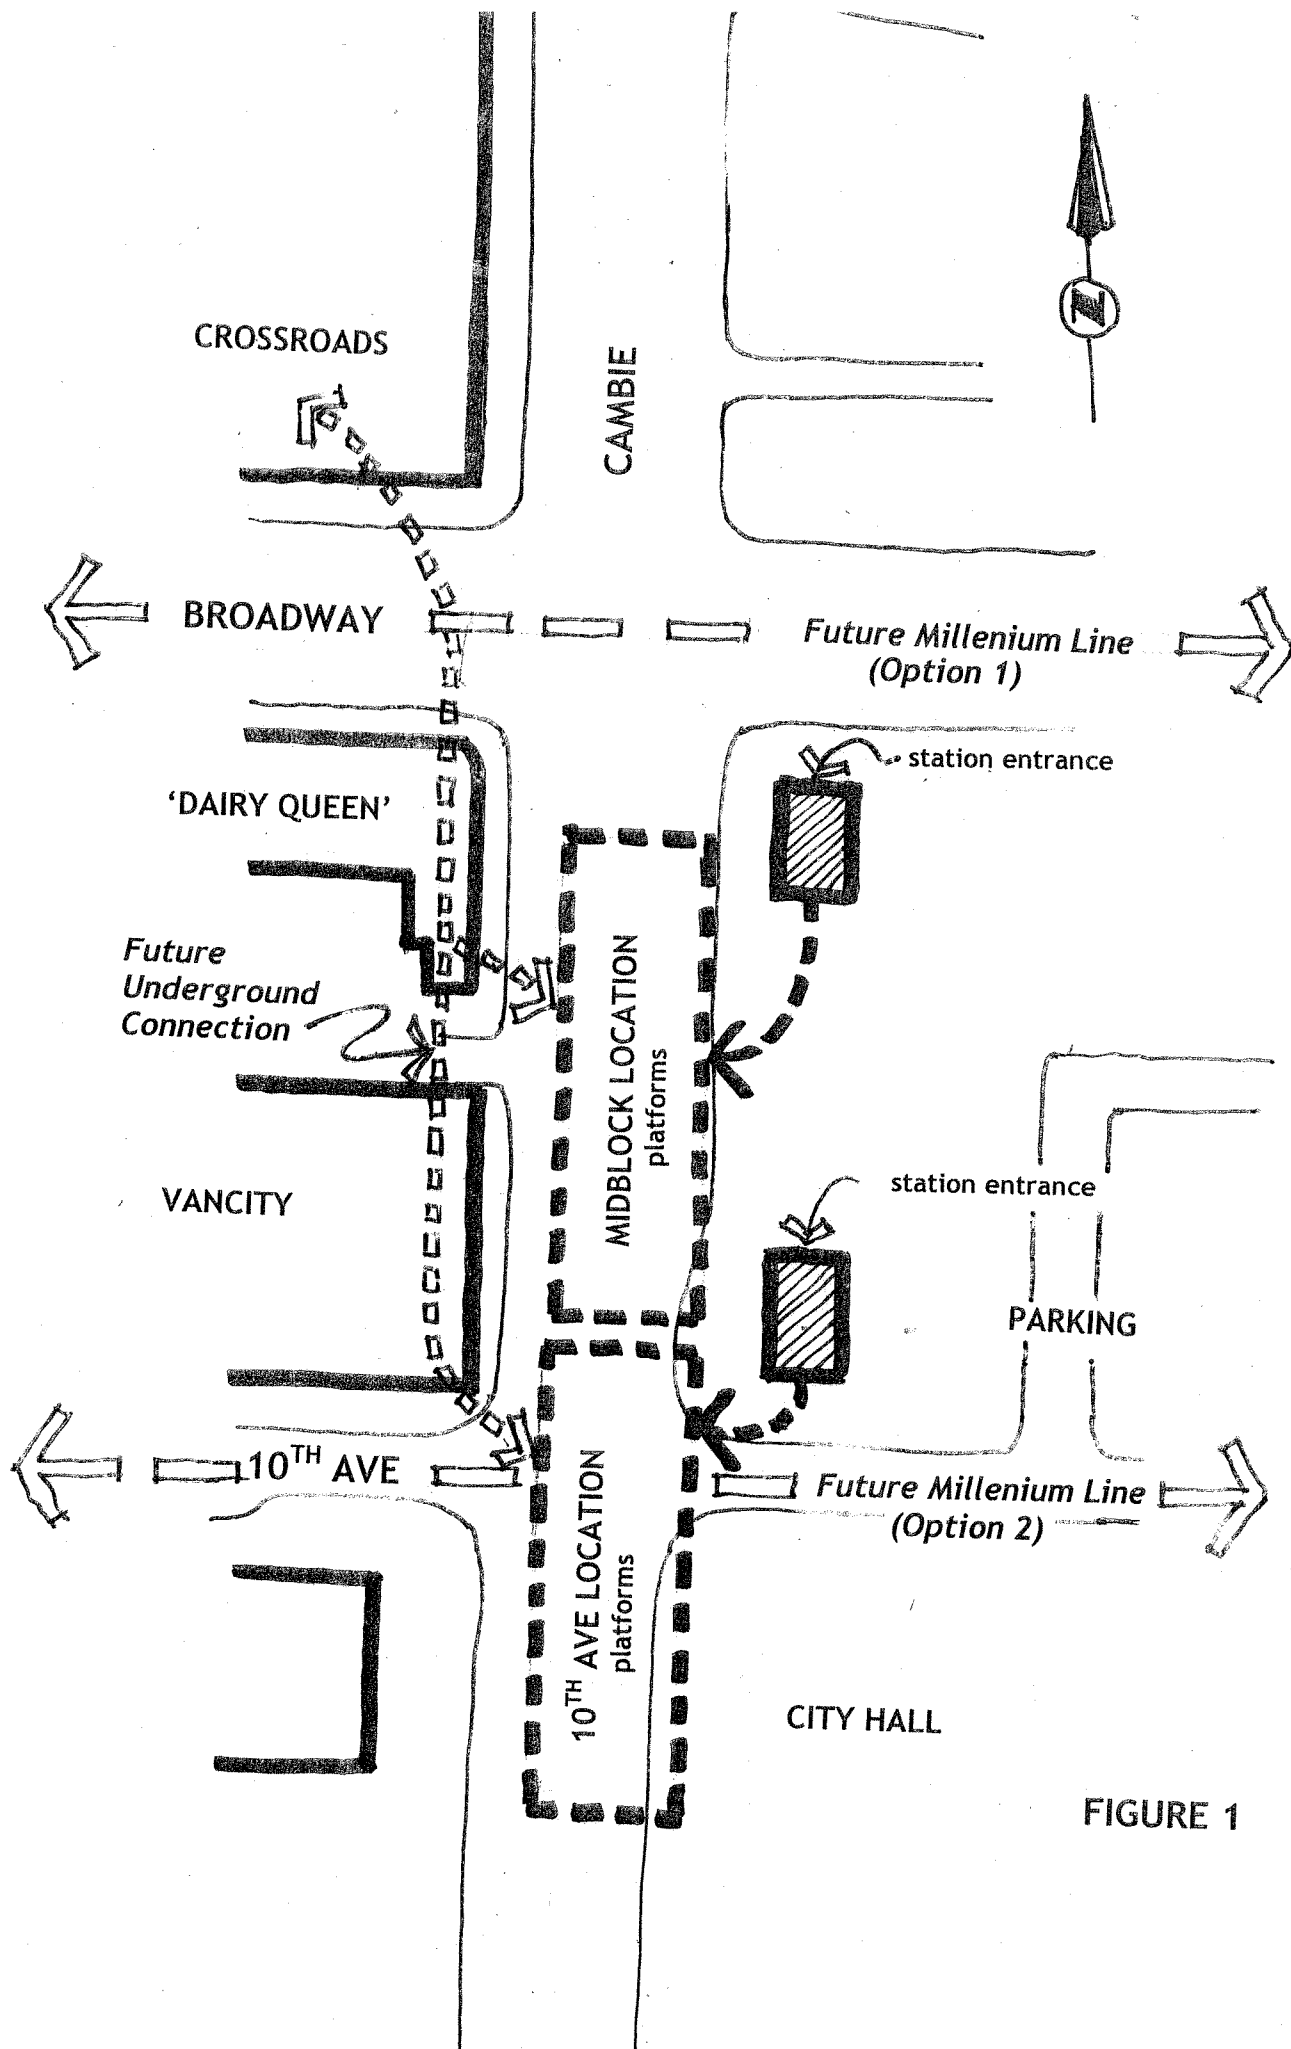 CROSSROADS
CAMBIE
N
BROADWAY
Future Millenium Line
(Option 1)
station entrance
'DAIRY QUEEN'
Future
Underground
Connection
MIDBLOCK LOCATION
platforms
VANCITY
station entrance
PARKING
10TH AVE
Future Millenium Line
(Option 2)
10TH AVE LOCATION
platforms
CITY HALL
FIGURE 1